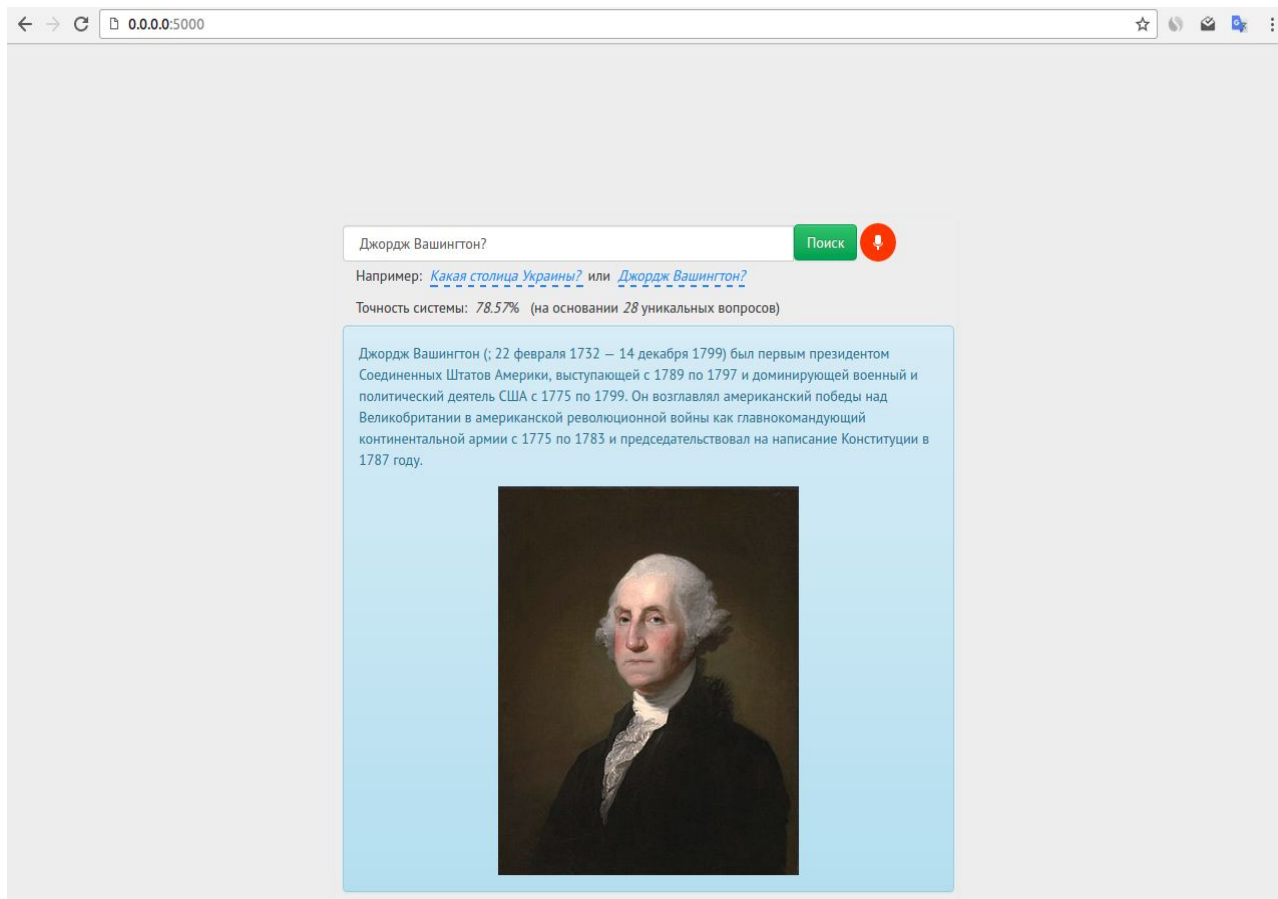 0.0.0.0:5000
Джордж Вашингтон? Поиск
Например: Какая столица Украины? или Джордж Вашингтон?
Точность системы: 78.57% (на основании 28 уникальных вопросов)
Джордж Вашингтон (; 22 февраля 1732 — 14 декабря 1799) был первым президентом
Соединенных Штатов Америки, выступающей с 1789 по 1797 и доминирующей военный и
политический деятель США с 1775 по 1799. Он возглавлял американский победы над
Великобритании в американской революционной войны как главнокомандующий
континентальной армии с 1775 по 1783 и председательствовал на написание Конституции в
1787 году.